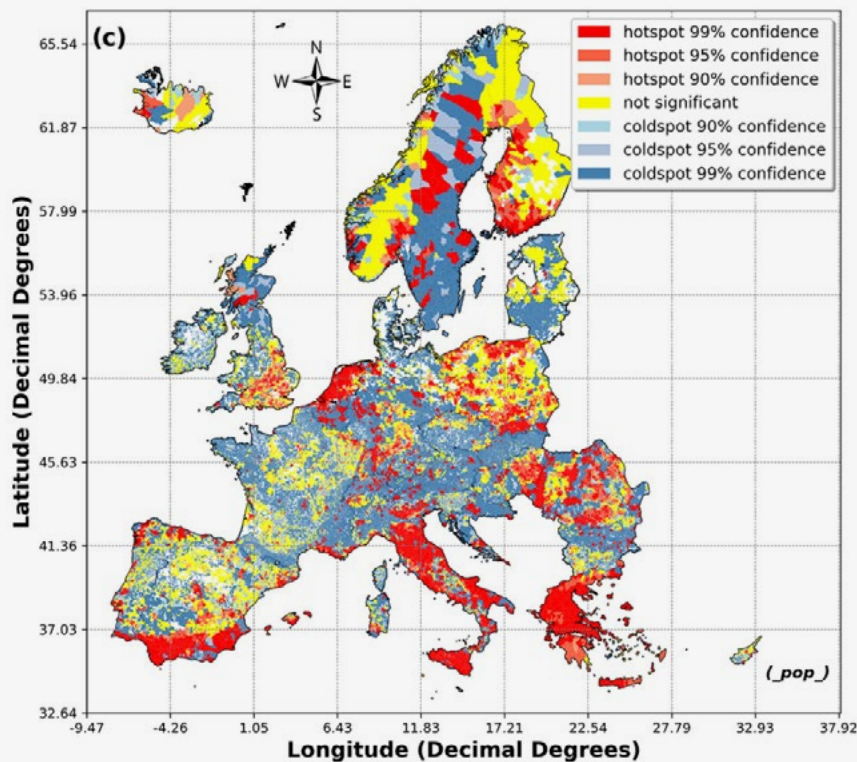 (c)
N
W E
S
hotspot 99% confidence
hotspot 95% confidence
hotspot 90% confidence
not significant
coldspot 90% confidence
coldspot 95% confidence
coldspot 99% confidence
65.54
61.87
57.99
53.96
49.84
45.63
41.36
37.03
32.64
Latitude (Decimal Degrees)
(_pop_)
-9.47 -4.26 1.05 6.43 11.83 17.21 22.54 27.79 32.93 37.92
Longitude (Decimal Degrees)